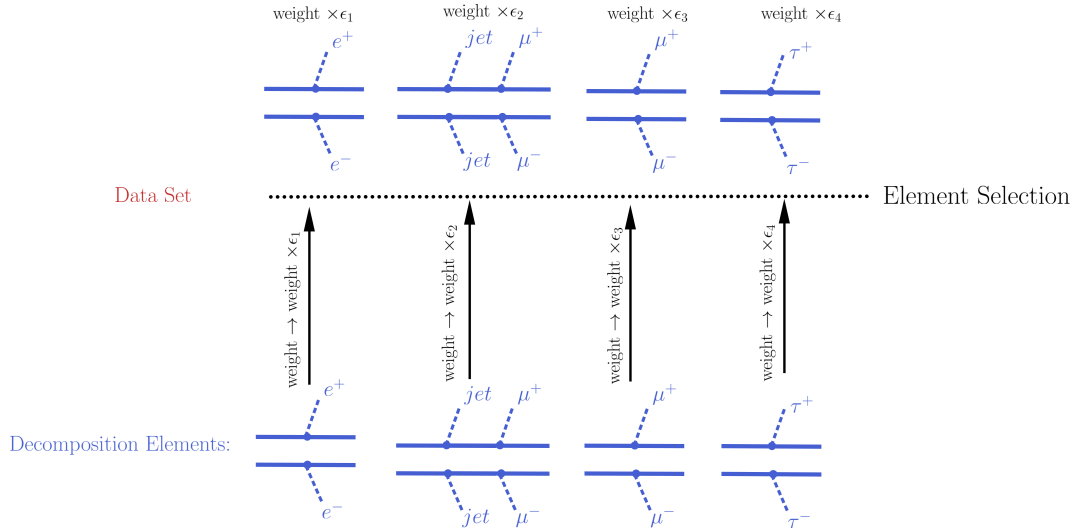 weight ×ϵ₁ weight ×ϵ₂ weight ×ϵ₃ weight ×ϵ₄
e⁺ jet μ⁺ μ⁺ τ⁺
e⁻ jet μ⁻ μ⁻ τ⁻
Data Set Element Selection
weight → weight ×ϵ₁
weight → weight ×ϵ₂
weight → weight ×ϵ₃
weight → weight ×ϵ₄
e⁺ jet μ⁺ μ⁺ τ⁺
Decomposition Elements:
e⁻ jet μ⁻ μ⁻ τ⁻